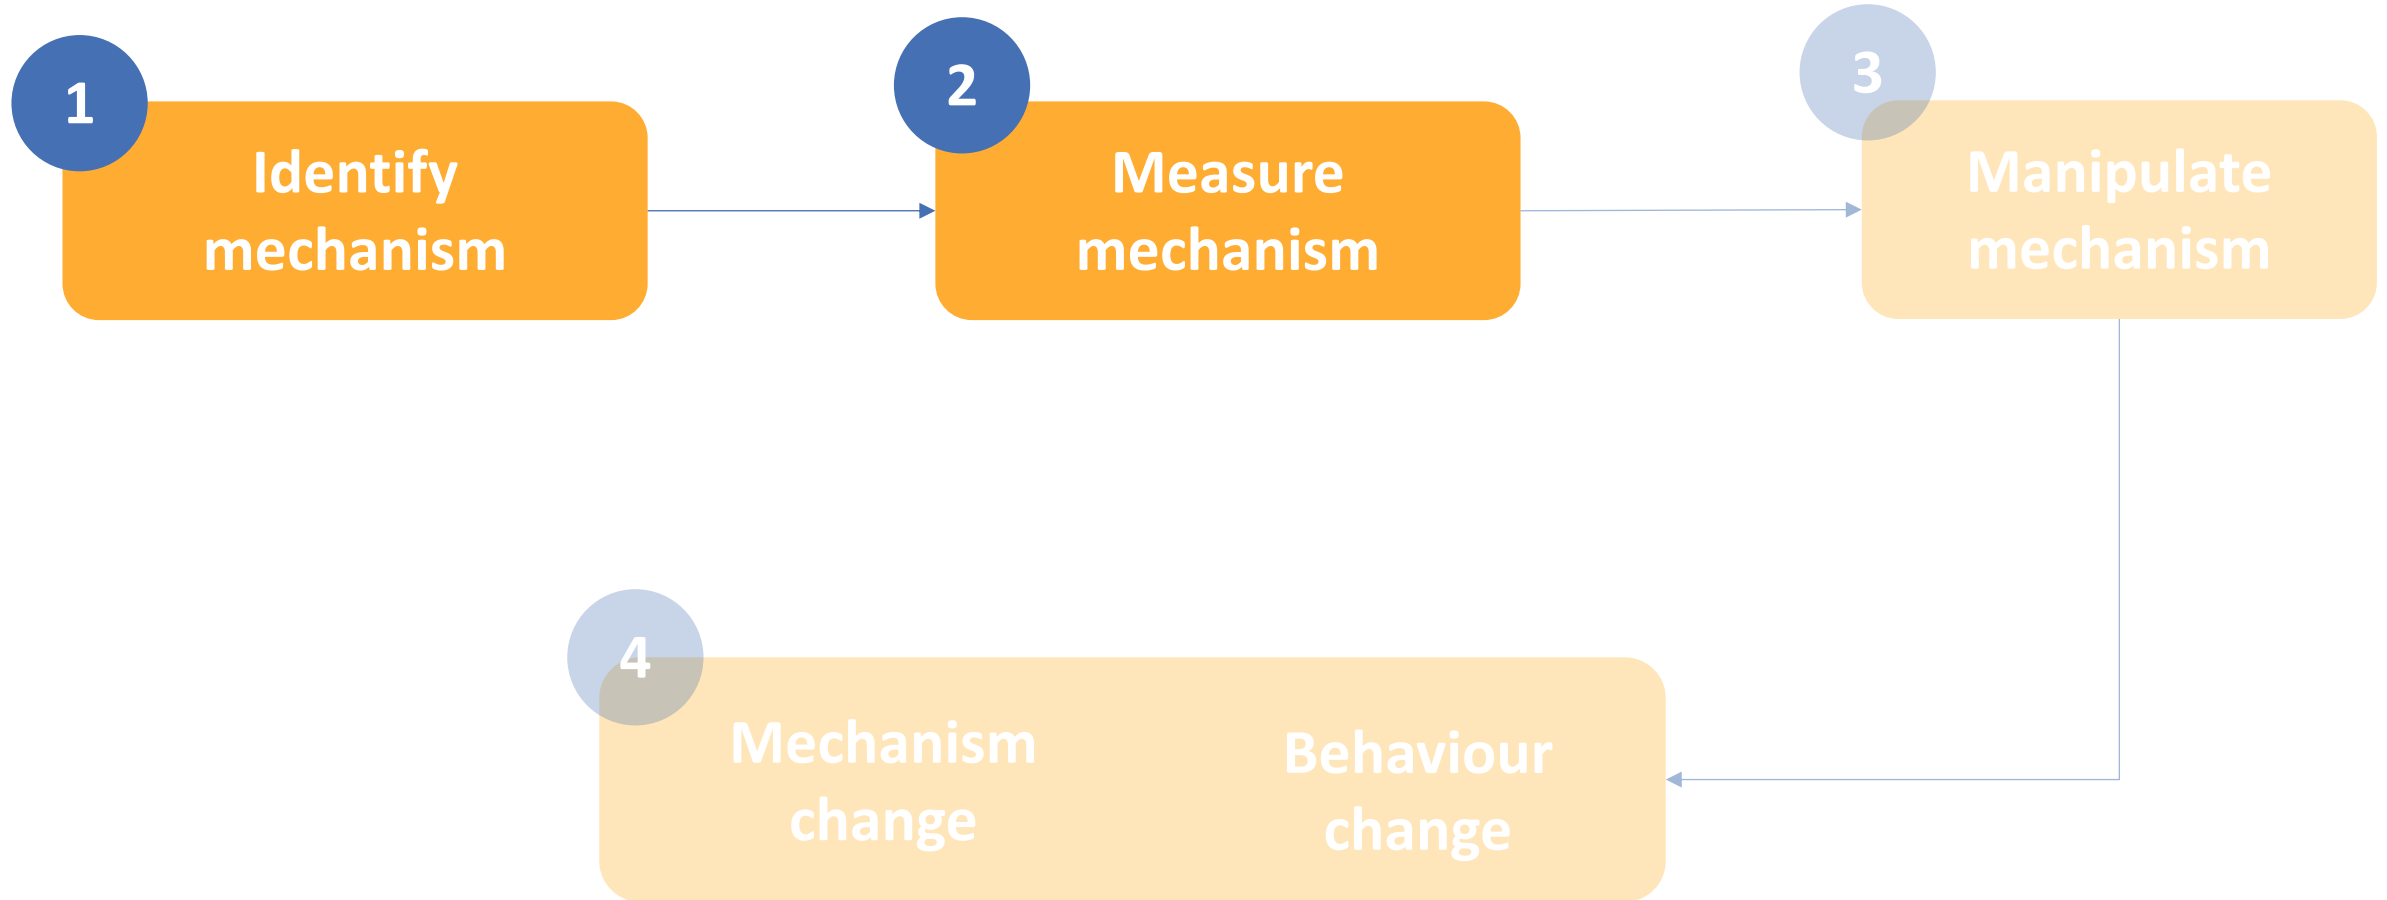 1
Identify
mechanism
2
Measure
mechanism
3
Manipulate
mechanism
4
Mechanism
change
Behaviour
change